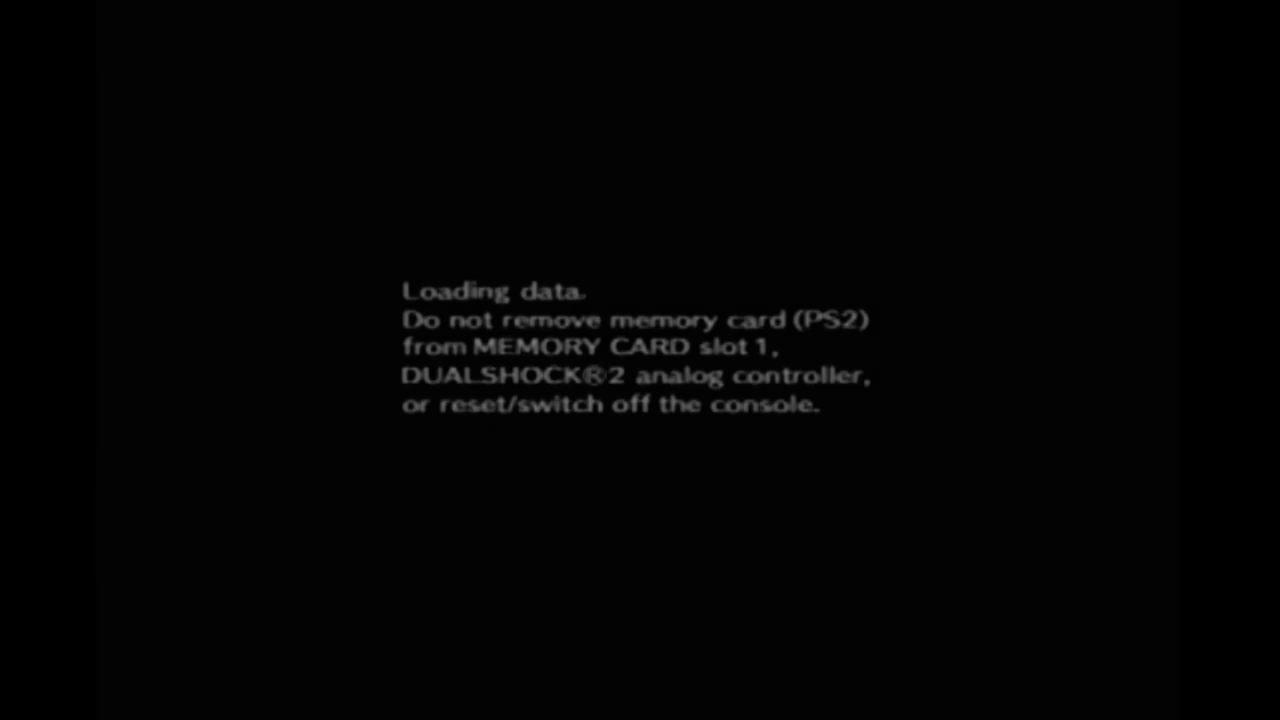 Loading data.
Do not remove memory card (PS2)
from MEMORY CARD slot 1,
DUALSHOCK®2 analog controller,
or reset/switch off the console.